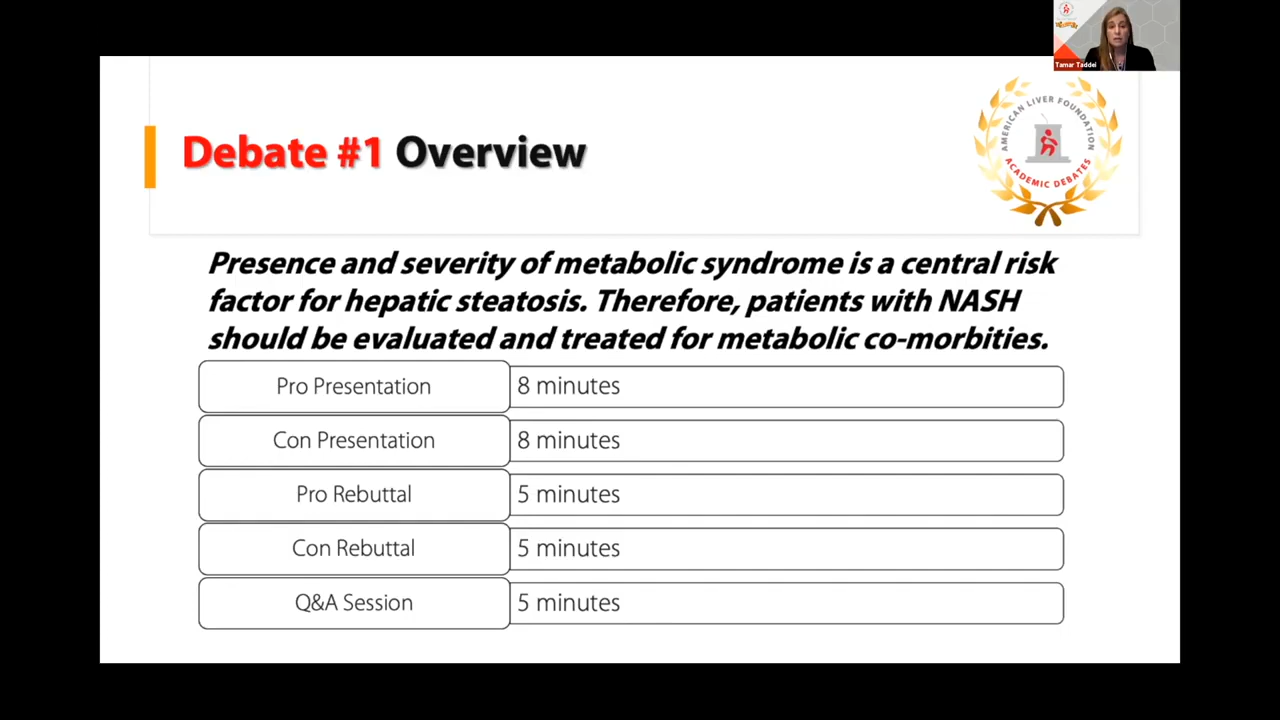 Tamar Taddei
AMERICAN LIVER FOUNDATION
ACADEMIC DEBATES
Debate #1 Overview
Presence and severity of metabolic syndrome is a central risk
factor for hepatic steatosis. Therefore, patients with NASH
should be evaluated and treated for metabolic co-morbities.
Pro Presentation 8 minutes
Con Presentation 8 minutes
Pro Rebuttal 5 minutes
Con Rebuttal 5 minutes
Q&A Session 5 minutes